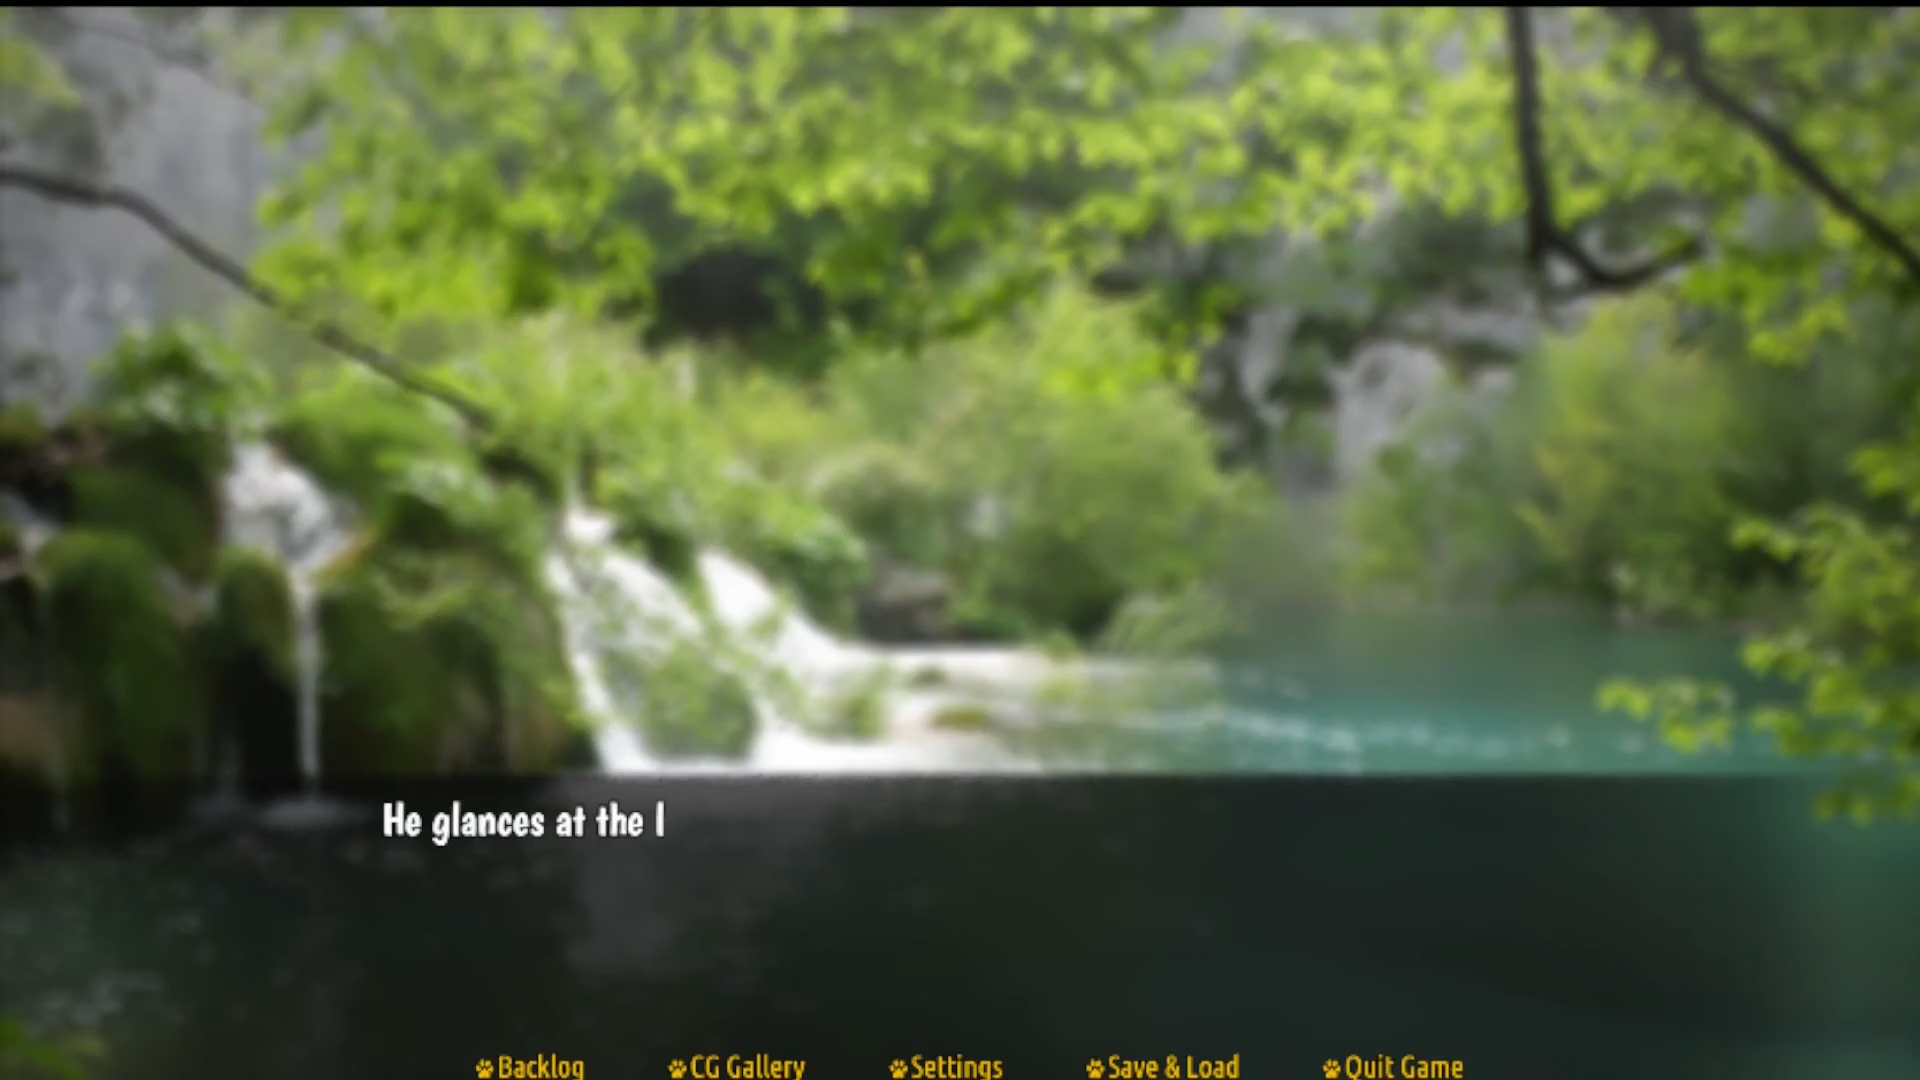 He glances at the l
Backlog
CG Gallery
Settings
Save & Load
Quit Game